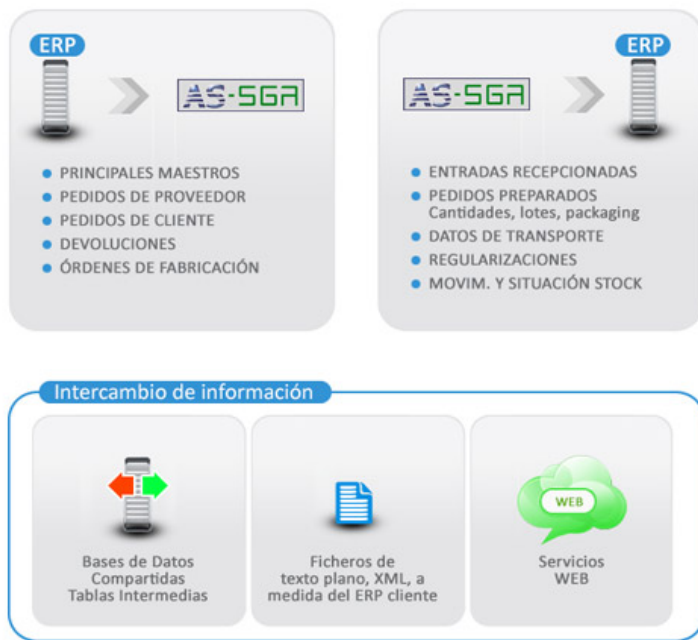 ERP
AS-SGA
PRINCIPALES MAESTROS
PEDIDOS DE PROVEEDOR
PEDIDOS DE CLIENTE
DEVOLUCIONES
ÓRDENES DE FABRICACIÓN
ERP
AS-SGA
ENTRADAS RECEPCIONADAS
PEDIDOS PREPARADOS
Cantidades, lotes, packaging
DATOS DE TRANSPORTE
REGULARIZACIONES
MOVIM. Y SITUACIÓN STOCK
Intercambio de información
Bases de Datos
Compartidas
Tablas Intermedias
Ficheros de
texto plano, XML, a
medida del ERP cliente
WEB
Servicios
WEB